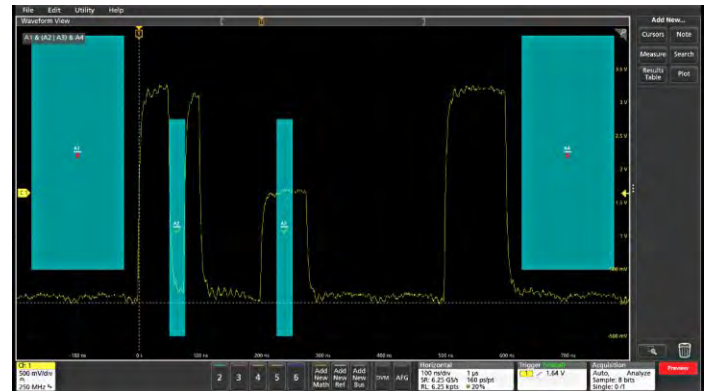 File Edit Utility Help
Waveform View
A1 & (A2 | A3) & A4
Add New...
Cursors Note
Measure Search
Results Table Plot
3.5 V
3 V
2.5 V
2 V
1.5 V
1 V
500 mV
-500 mV
-100 ns 0 s 100 ns 200 ns 300 ns 400 ns 500 ns 600 ns 700 ns
Ch 1
500 mV/div
250 MHz
2 3 4 5 6
Add New Math
Add New Ref
Add New Bus
DVM AFG
Horizontal
100 ns/div 1 µs
SR: 6.25 GS/s 160 ps/pt
RL: 6.25 kpts 20%
Trigger
1.64 V
Acquisition
Auto, Analyze
Sample: 8 bits
Single: 0/1
Preview